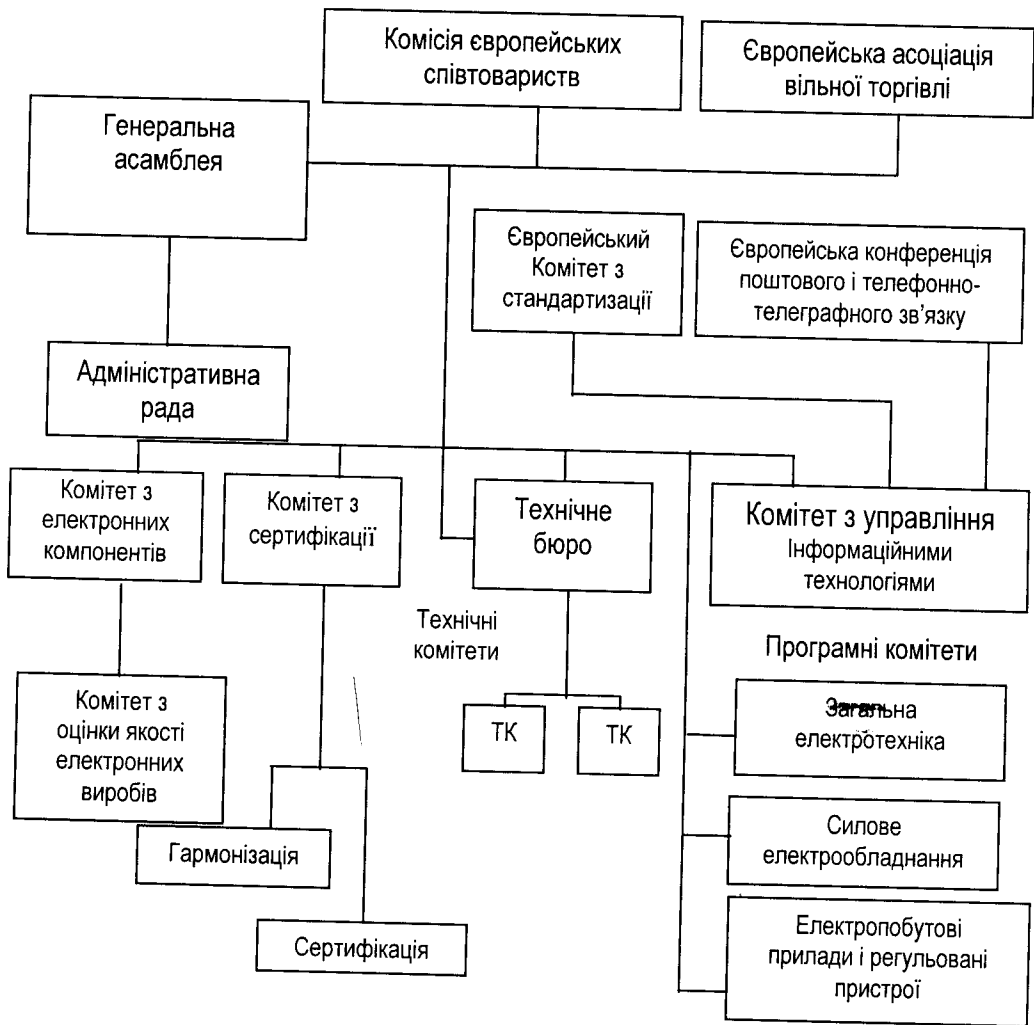 Комісія європейських
співтовариств
Європейська асоціація
вільної торгівлі
Генеральна
асамблея
Європейський
Комітет з
стандартизації
Європейська конференція
поштового і телефонно-
телеграфного зв’язку
Адміністративна
рада
Комітет з
електронних
компонентів
Комітет з
сертифікації
Технічне
бюро
Комітет з управління
Інформаційними
технологіями
Технічні
комітети
Програмні комітети
Комітет з
оцінки якості
електронних
виробів
ТК
ТК
Загальна
електротехніка
Гармонізація
Силове
електрообладнання
Сертифікація
Електропобутові
прилади і регульовані
пристрої